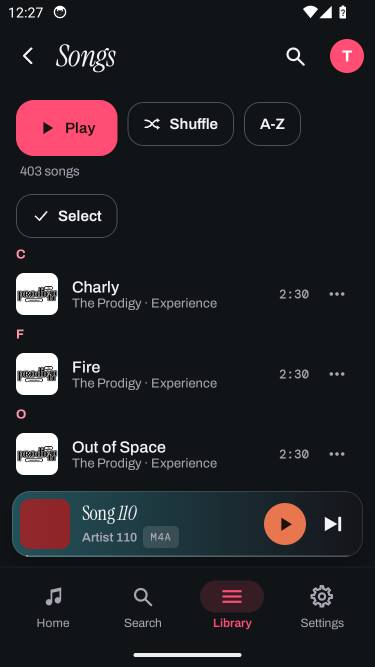 12:27
Songs
T
Play
Shuffle
A-Z
403 songs
Select
C
Charly
The Prodigy · Experience
2:30
F
Fire
The Prodigy · Experience
2:30
O
Out of Space
The Prodigy · Experience
2:30
Song 110
Artist 110 M4A
Home
Search
Library
Settings